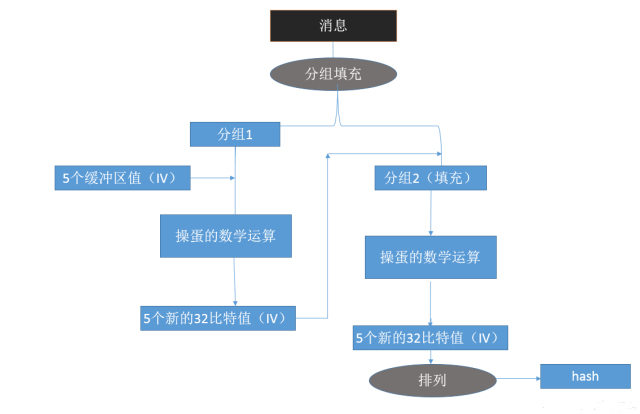 消息
分组填充
分组1
5个缓冲区值（IV）
分组2（填充）
操蛋的数学运算
操蛋的数学运算
5个新的32比特值（IV）
5个新的32比特值（IV）
排列
hash